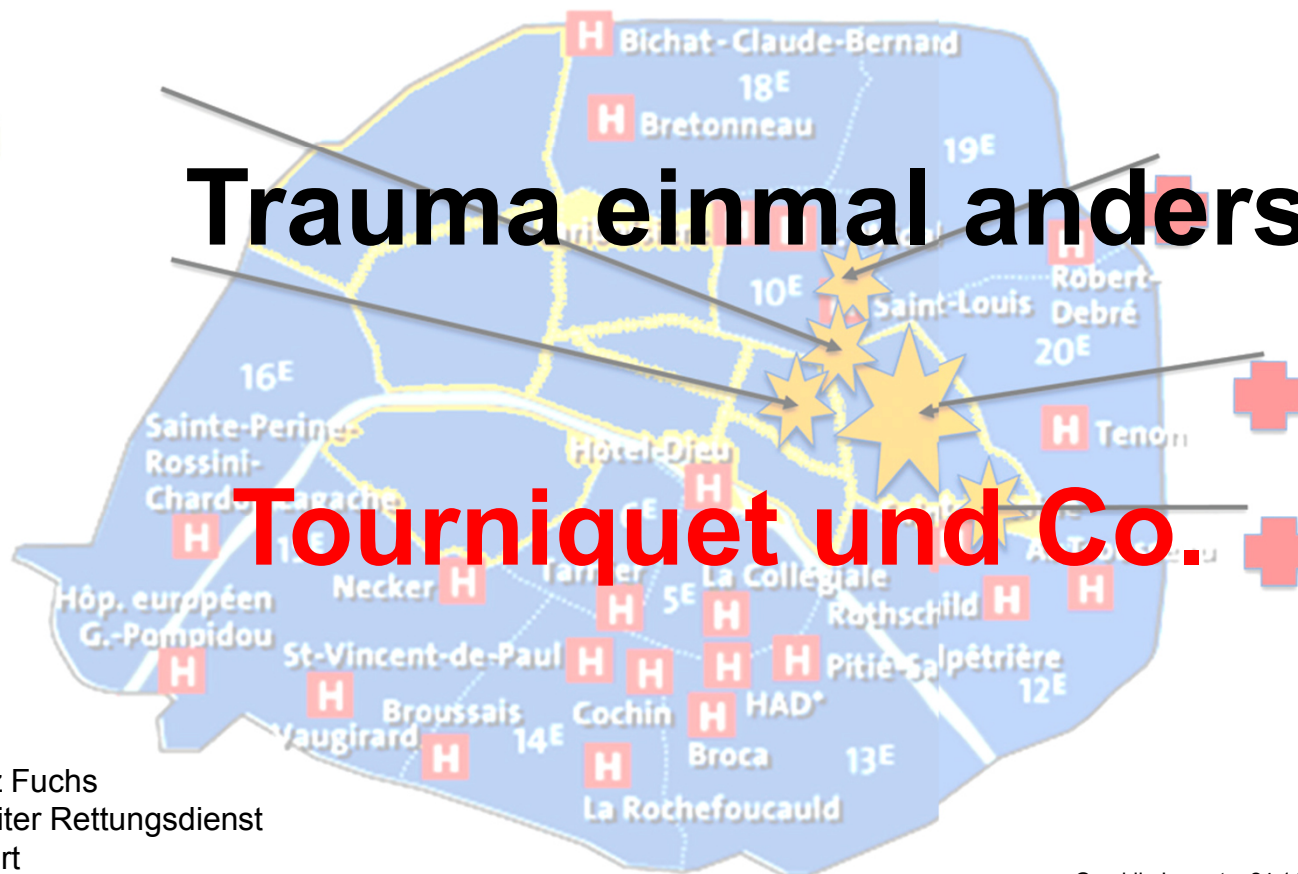 Bichat-Claude-Bernard
18E
Bretonneau
19E
Trauma einmal anders
Robert-
Debré
10E
Saint-Louis
20E
16E
Sainte-Perine-
Rossini-
Tenon
Hôtel-Dieu
Tourniquet und Co.
Necker
La Collégiale
5E
Rothschild
Hôp. européen
G.-Pompidou
St-Vincent-de-Paul
Pitié-Salpêtrière
12E
Broussais
Cochin
HAD*
Vaugirard
14E
Broca
13E
La Rochefoucauld
Fuchs
Rettungsdienst